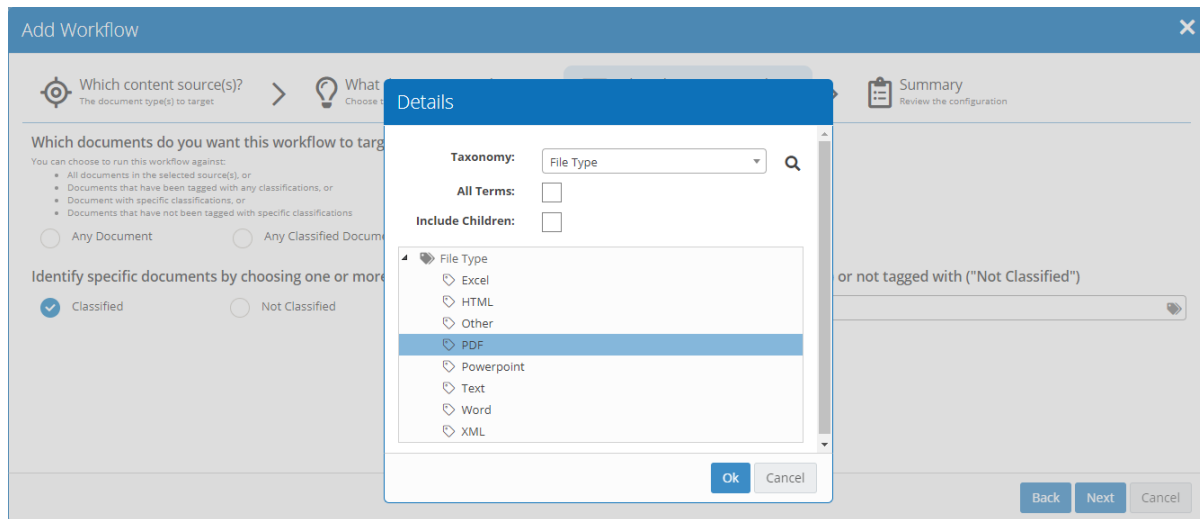 Add Workflow
Which content source(s)?
The document type(s) to target
What
Choose
Summary
Review the configuration
Which documents do you want this workflow to targ
You can choose to run this workflow against:
All documents in the selected source(s), or
Documents that have been tagged with any classifications, or
Document with specific classifications, or
Documents that have not been tagged with specific classifications
Any Document
Any Classified Docume
Identify specific documents by choosing one or more
or not tagged with ("Not Classified")
Classified
Not Classified
Details
Taxonomy:
File Type
All Terms:
Include Children:
File Type
Excel
HTML
Other
PDF
Powerpoint
Text
Word
XML
Ok
Cancel
Back
Next
Cancel